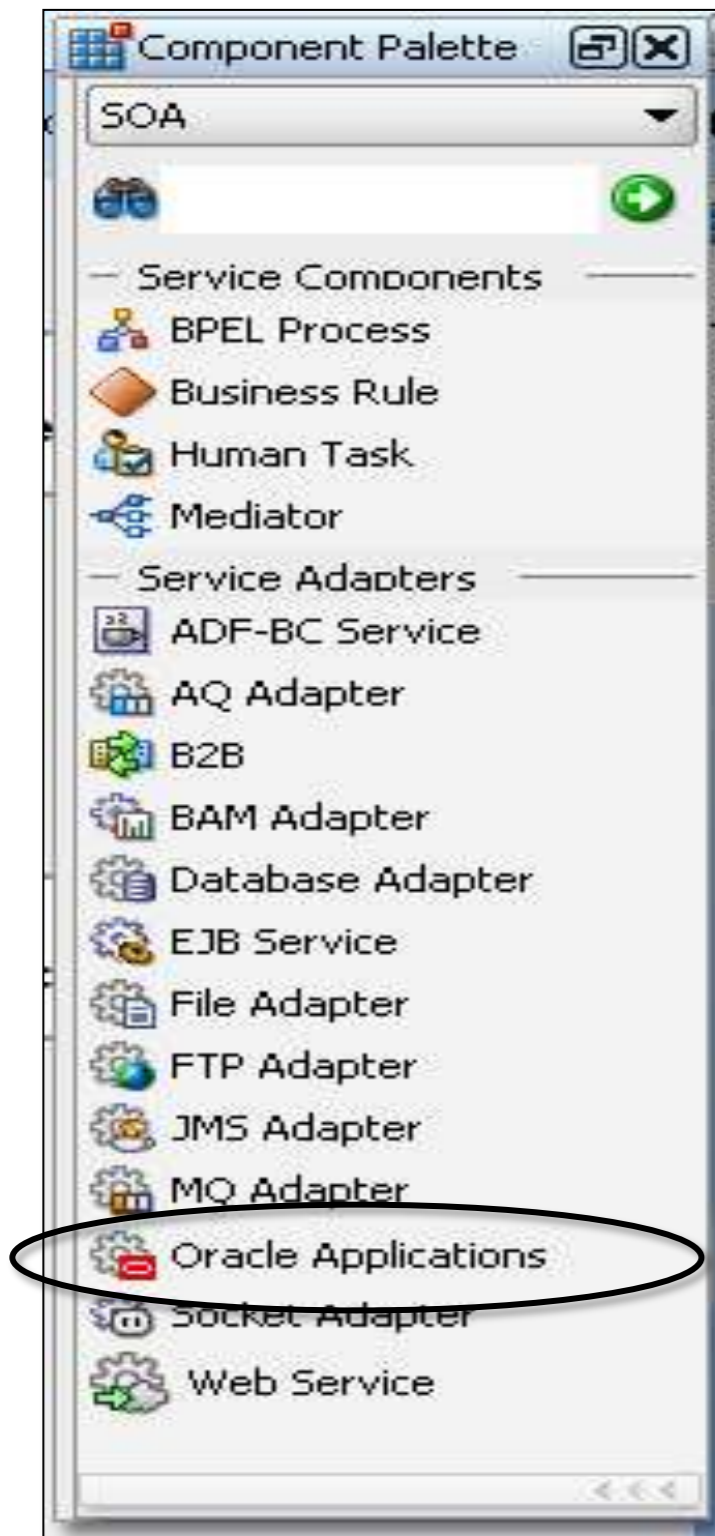 Component Palette
SOA
Service Components
BPEL Process
Business Rule
Human Task
Mediator
Service Adapters
ADF-BC Service
AQ Adapter
B2B
BAM Adapter
Database Adapter
EJB Service
File Adapter
FTP Adapter
JMS Adapter
MQ Adapter
Oracle Applications
Socket Adapter
Web Service